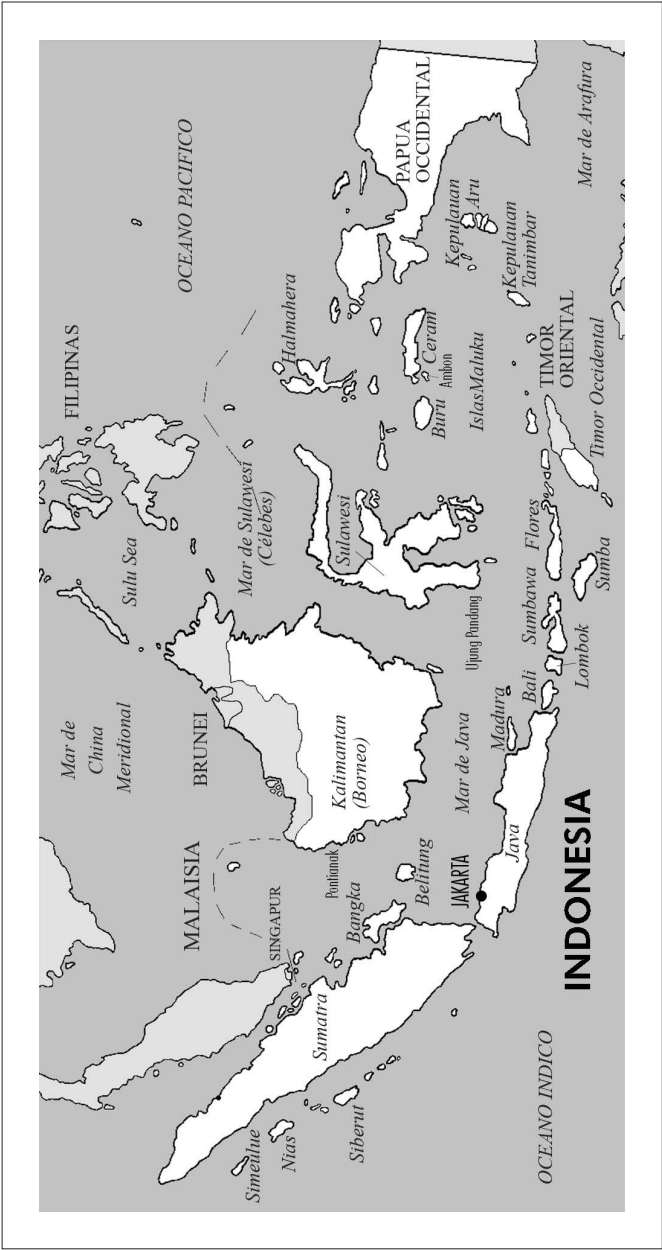 FILIPINAS
OCEANO PACIFICO
Mar de
China
Meridional
Sulu Sea
BRUNEI
MALAISIA
Mar de Sulawesi
(Célebes)
Halmahera
SINGAPUR
Simeulue
Nias
Siberut
Sumatra
Pontianak
Bangka
Belitung
Kalimantan
(Borneo)
Sulawesi
PAPUA
OCCIDENTAL
Ceram
Ambon
Buru
Islas Maluku
Kepulauan
Aru
Kepulauan
Tanimbar
Ujung Pandang
Mar de Java
JAKARTA
Java
Madura
Bali
Lombok
Sumbawa
Flores
Sumba
TIMOR
ORIENTAL
Timor Occidental
Mar de Arafura
OCEANO INDICO
INDONESIA